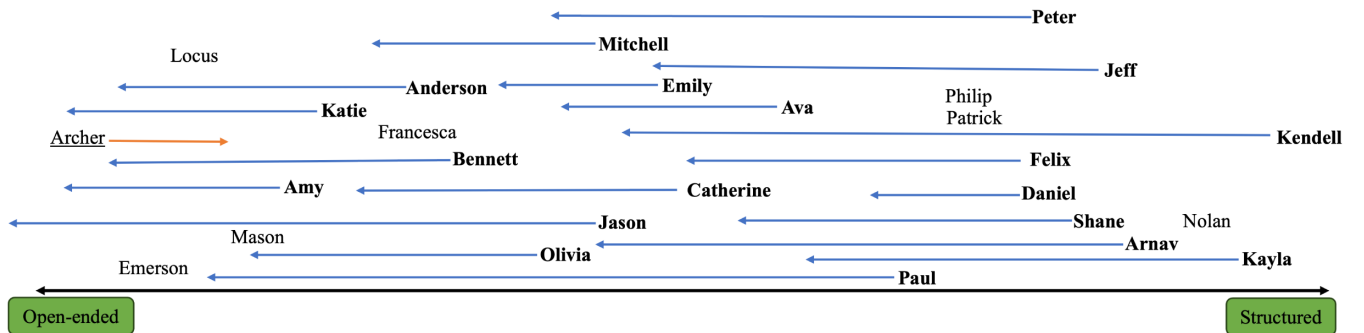 Peter
Mitchell
Locus
Jeff
Anderson
Emily
Philip
Katie
Ava
Patrick
Archer
Francesca
Kendell
Bennett
Felix
Amy
Catherine
Daniel
Jason
Shane
Nolan
Mason
Arnav
Olivia
Kayla
Emerson
Paul
Open-ended
Structured